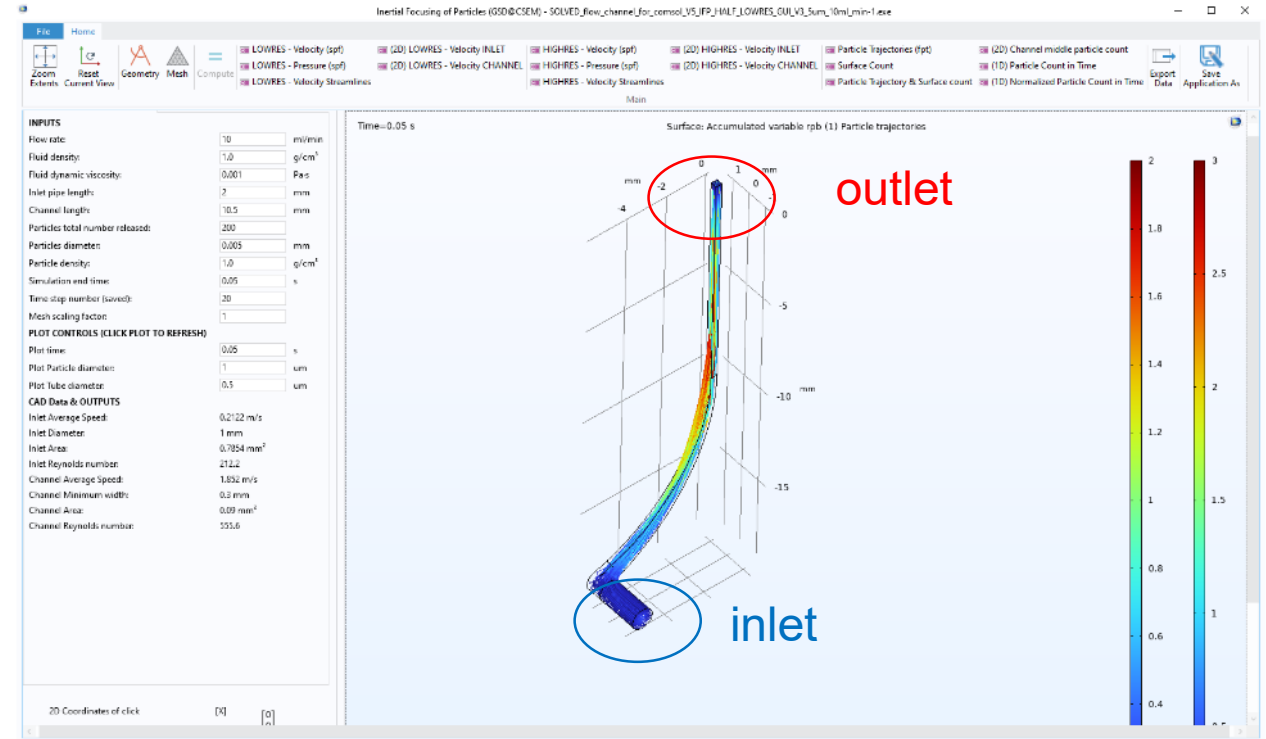 Inertial Focusing of Particles (GSD@CSEM) - SOLVED_flow_channel_for_comsol_V5_IFP_HALF_LOWRES_GUI_V3_5um_10ml_min-1.exe
File Home
Zoom Extents
Reset Current View
Geometry
Mesh
Compute
LOWRES - Velocity (spf)
LOWRES - Pressure (spf)
LOWRES - Velocity Streamlines
(2D) LOWRES - Velocity INLET
(2D) LOWRES - Velocity CHANNEL
HIGHRES - Velocity (spf)
HIGHRES - Pressure (spf)
HIGHRES - Velocity Streamlines
(2D) HIGHRES - Velocity INLET
(2D) HIGHRES - Velocity CHANNEL
Particle Trajectories (fpt)
Surface Count
Particle Trajectory & Surface count
(2D) Channel middle particle count
(1D) Particle Count in Time
(1D) Normalized Particle Count in Time
Export Data
Save Application As
Main
INPUTS
Flow rate: 10 ml/min
Fluid density: 1.0 g/cm³
Fluid dynamic viscosity: 0.001 Pa·s
Inlet pipe length: 2 mm
Channel length: 10.5 mm
Particles total number released: 200
Particles diameter: 0.005 mm
Particle density: 1.0 g/cm³
Simulation end time: 0.05 s
Time step number (saved): 20
Mesh scaling factor: 1
PLOT CONTROLS (CLICK PLOT TO REFRESH)
Plot time: 0.05 s
Plot Particle diameter: 1 um
Plot Tube diameter: 0.5 um
CAD Data & OUTPUTS
Inlet Average Speed: 0.2122 m/s
Inlet Diameter: 1 mm
Inlet Area: 0.7854 mm²
Inlet Reynolds number: 212.2
Channel Average Speed: 1.852 m/s
Channel Minimum width: 0.3 mm
Channel Area: 0.09 mm²
Channel Reynolds number: 555.6
2D Coordinates of click [X]
Time=0.05 s
Surface: Accumulated variable rpb (1) Particle trajectories
outlet
inlet
mm
-4
-2
0
1
mm
0
0
-5
-10
mm
-15
2
1.8
1.6
1.4
1.2
1
0.8
0.6
0.4
3
2.5
2
1.5
1